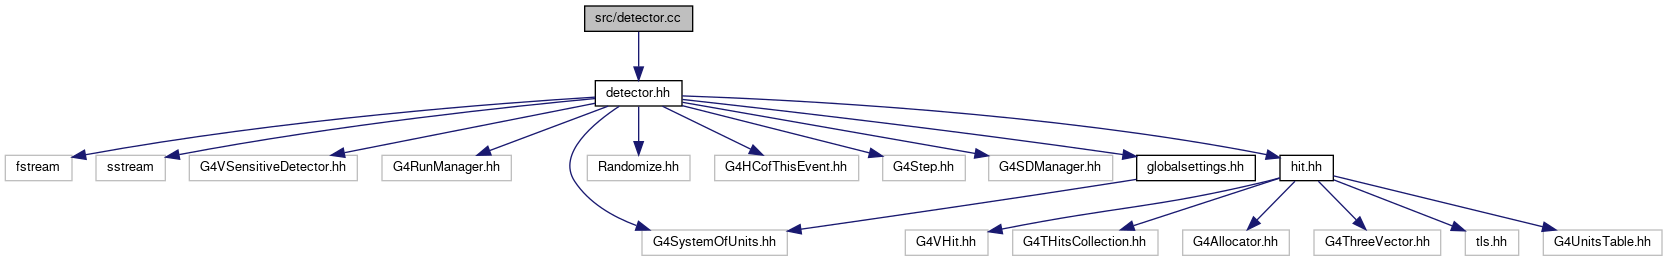 src/detector.cc
detector.hh
fstream
sstream
G4VSensitiveDetector.hh
G4RunManager.hh
Randomize.hh
G4HCofThisEvent.hh
G4Step.hh
G4SDManager.hh
globalsettings.hh
hit.hh
G4SystemOfUnits.hh
G4VHit.hh
G4THitsCollection.hh
G4Allocator.hh
G4ThreeVector.hh
tls.hh
G4UnitsTable.hh